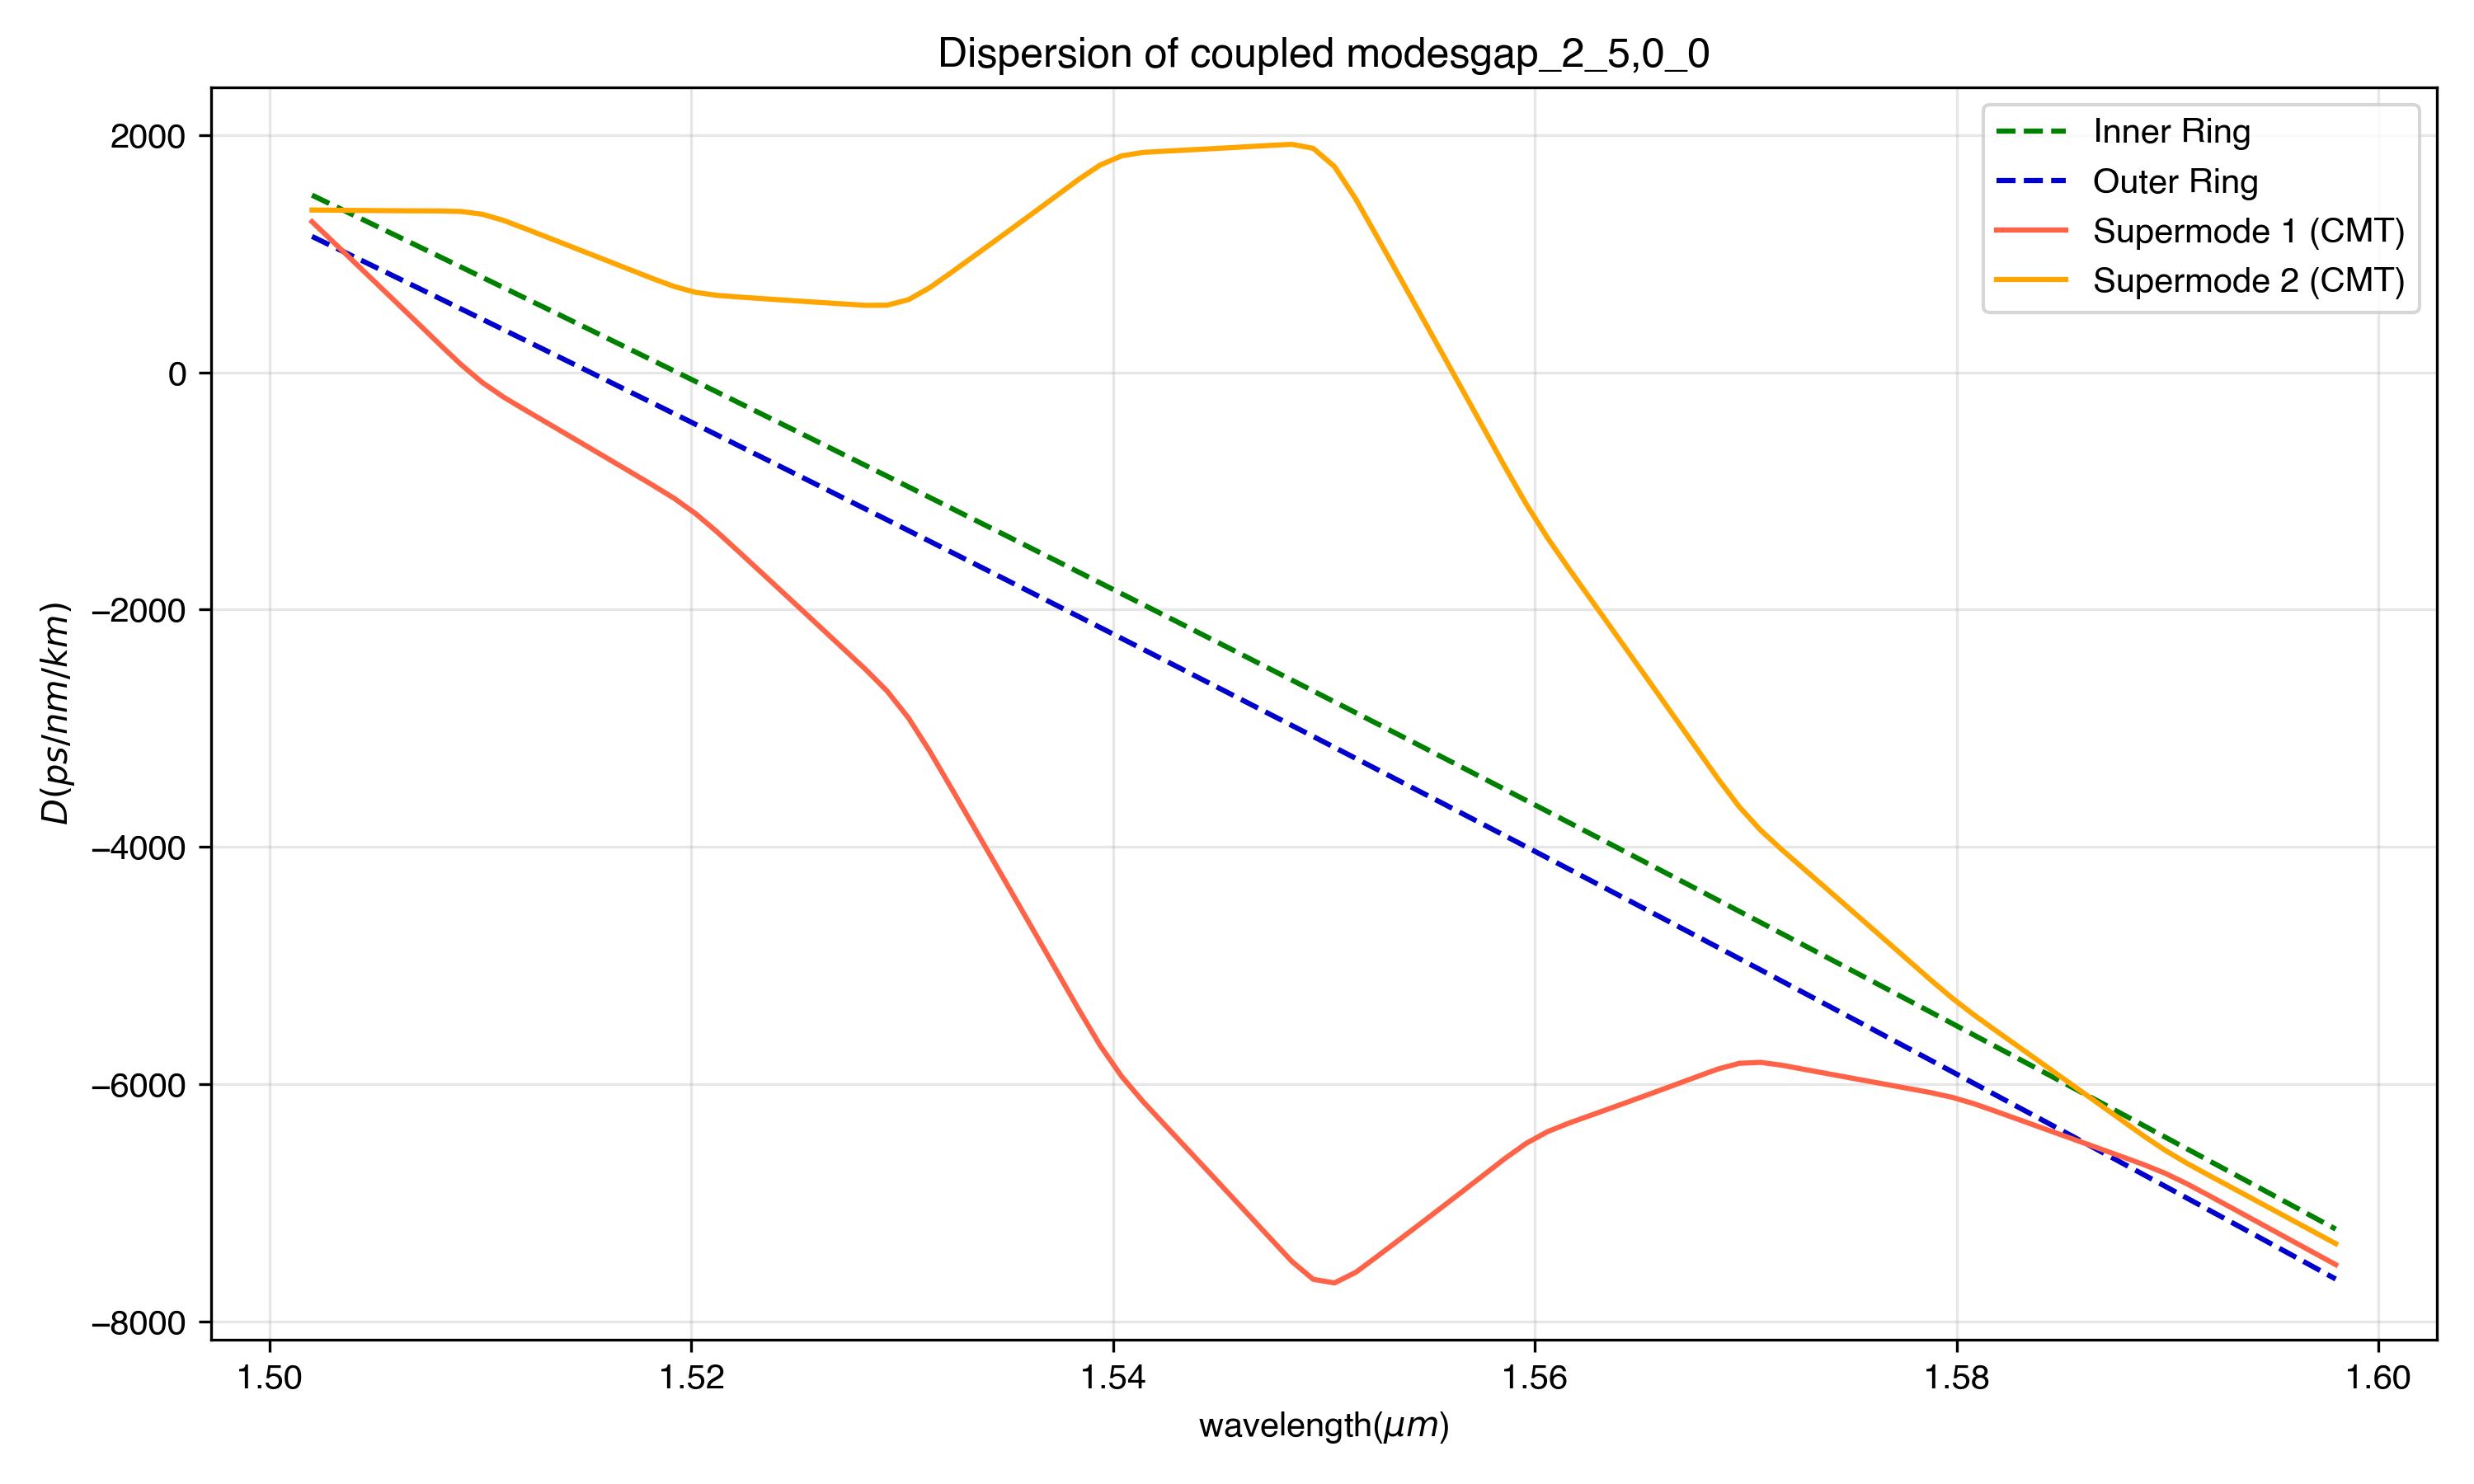 Dispersion of coupled modesgap_2_5,0_0
2000
0
−2000
−4000
−6000
−8000
D(ps/nm/km)
1.50
1.52
1.54
1.56
1.58
1.60
wavelength(μm)
Inner Ring
Outer Ring
Supermode 1 (CMT)
Supermode 2 (CMT)